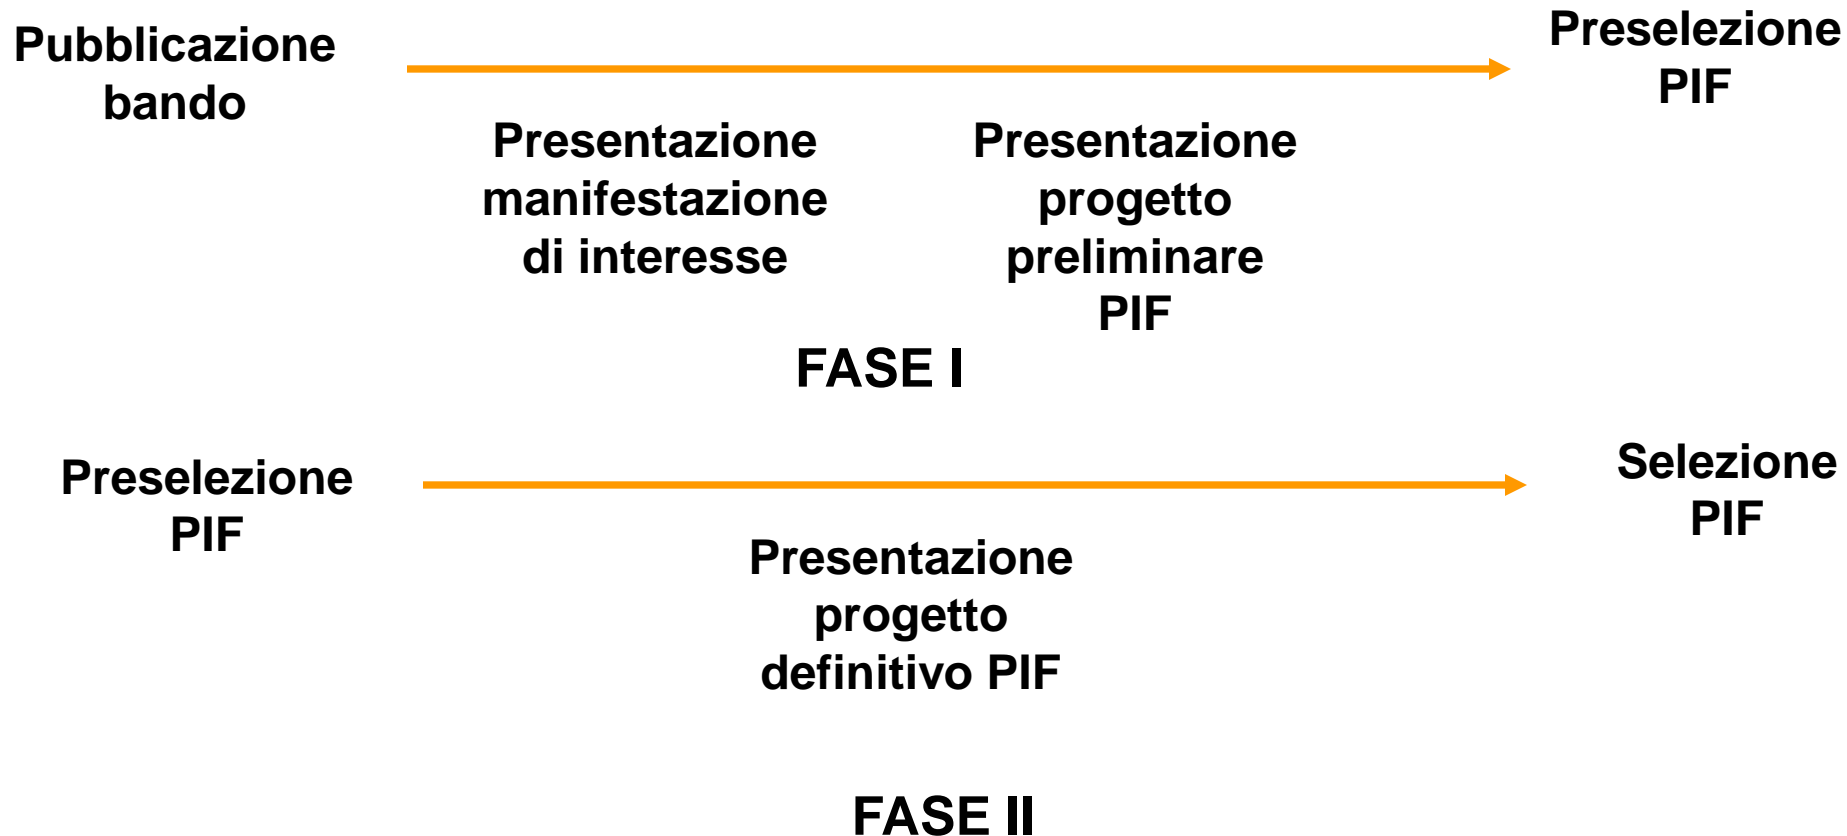 Pubblicazione
bando
Preselezione
PIF
Presentazione
manifestazione
di interesse
Presentazione
progetto
preliminare
PIF
FASE I
Preselezione
PIF
Selezione
PIF
Presentazione
progetto
definitivo PIF
FASE II